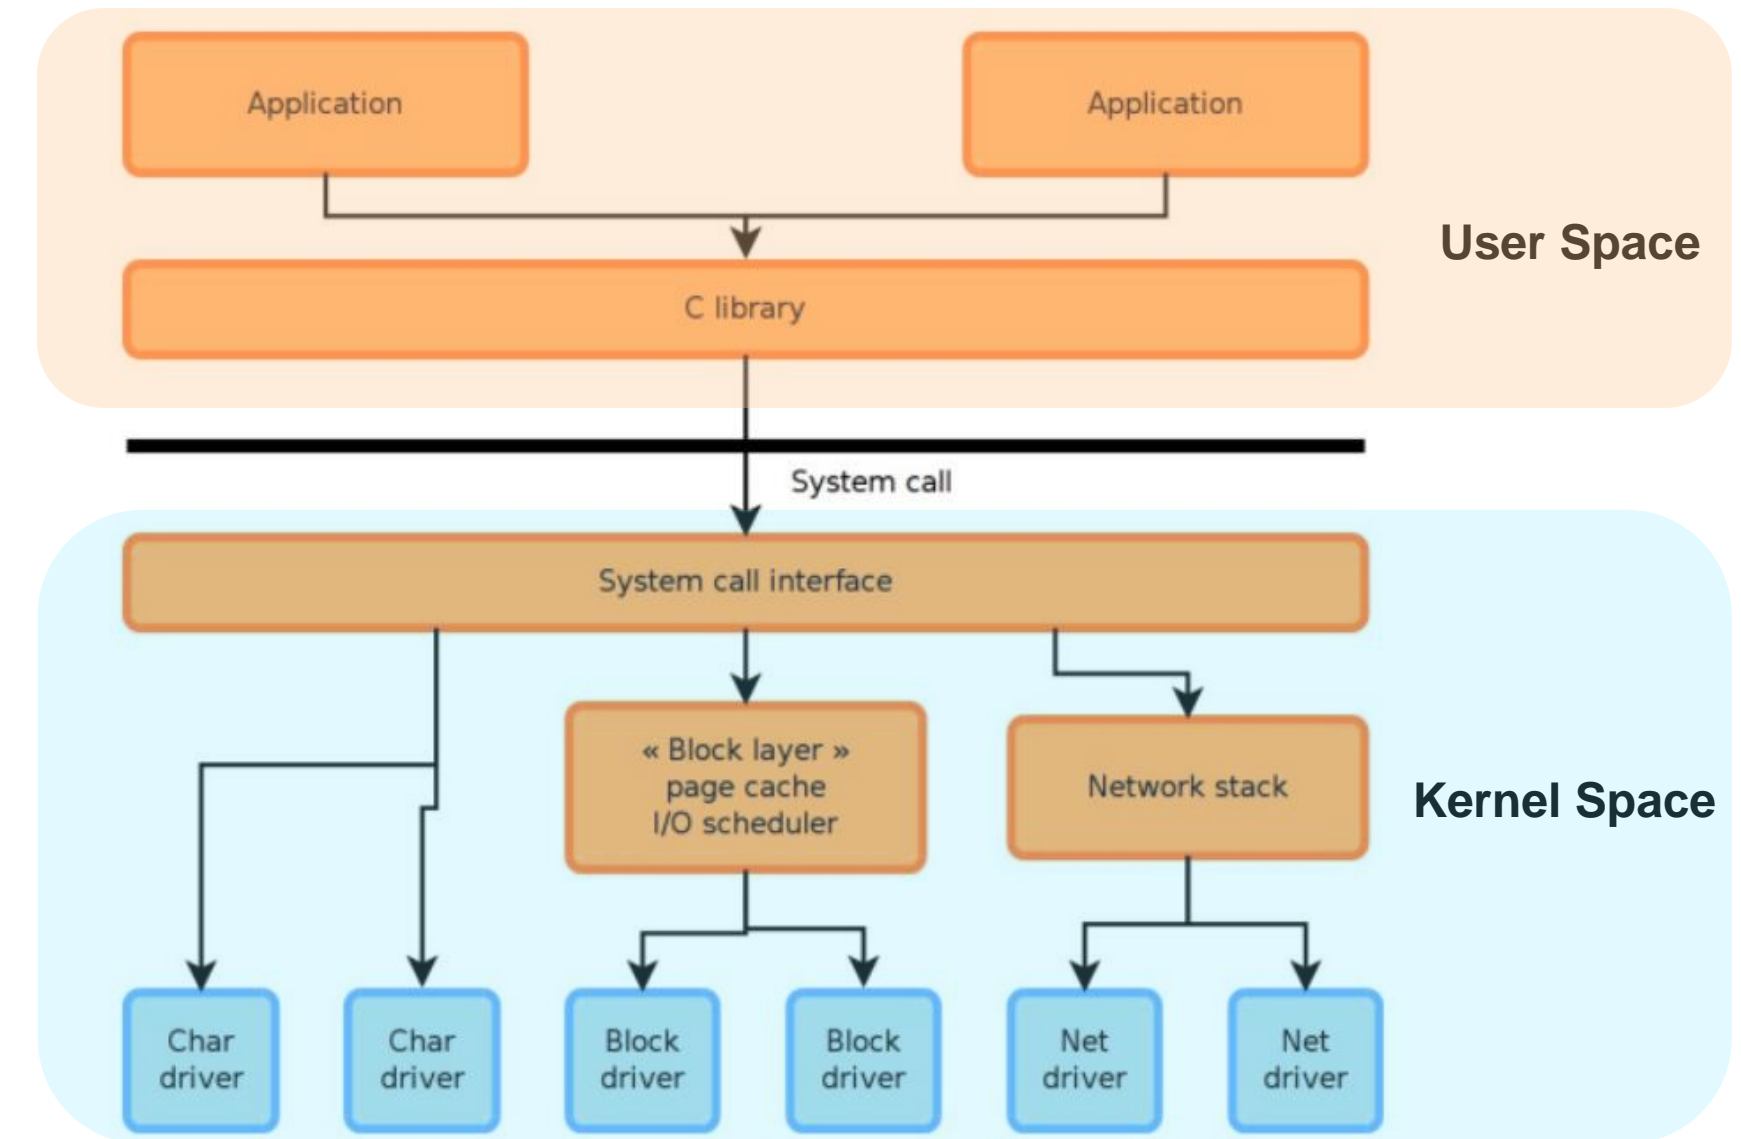 Application
Application
User Space
C library
System call
System call interface
« Block layer »
page cache
I/O scheduler
Network stack
Kernel Space
Char
driver
Char
driver
Block
driver
Block
driver
Net
driver
Net
driver